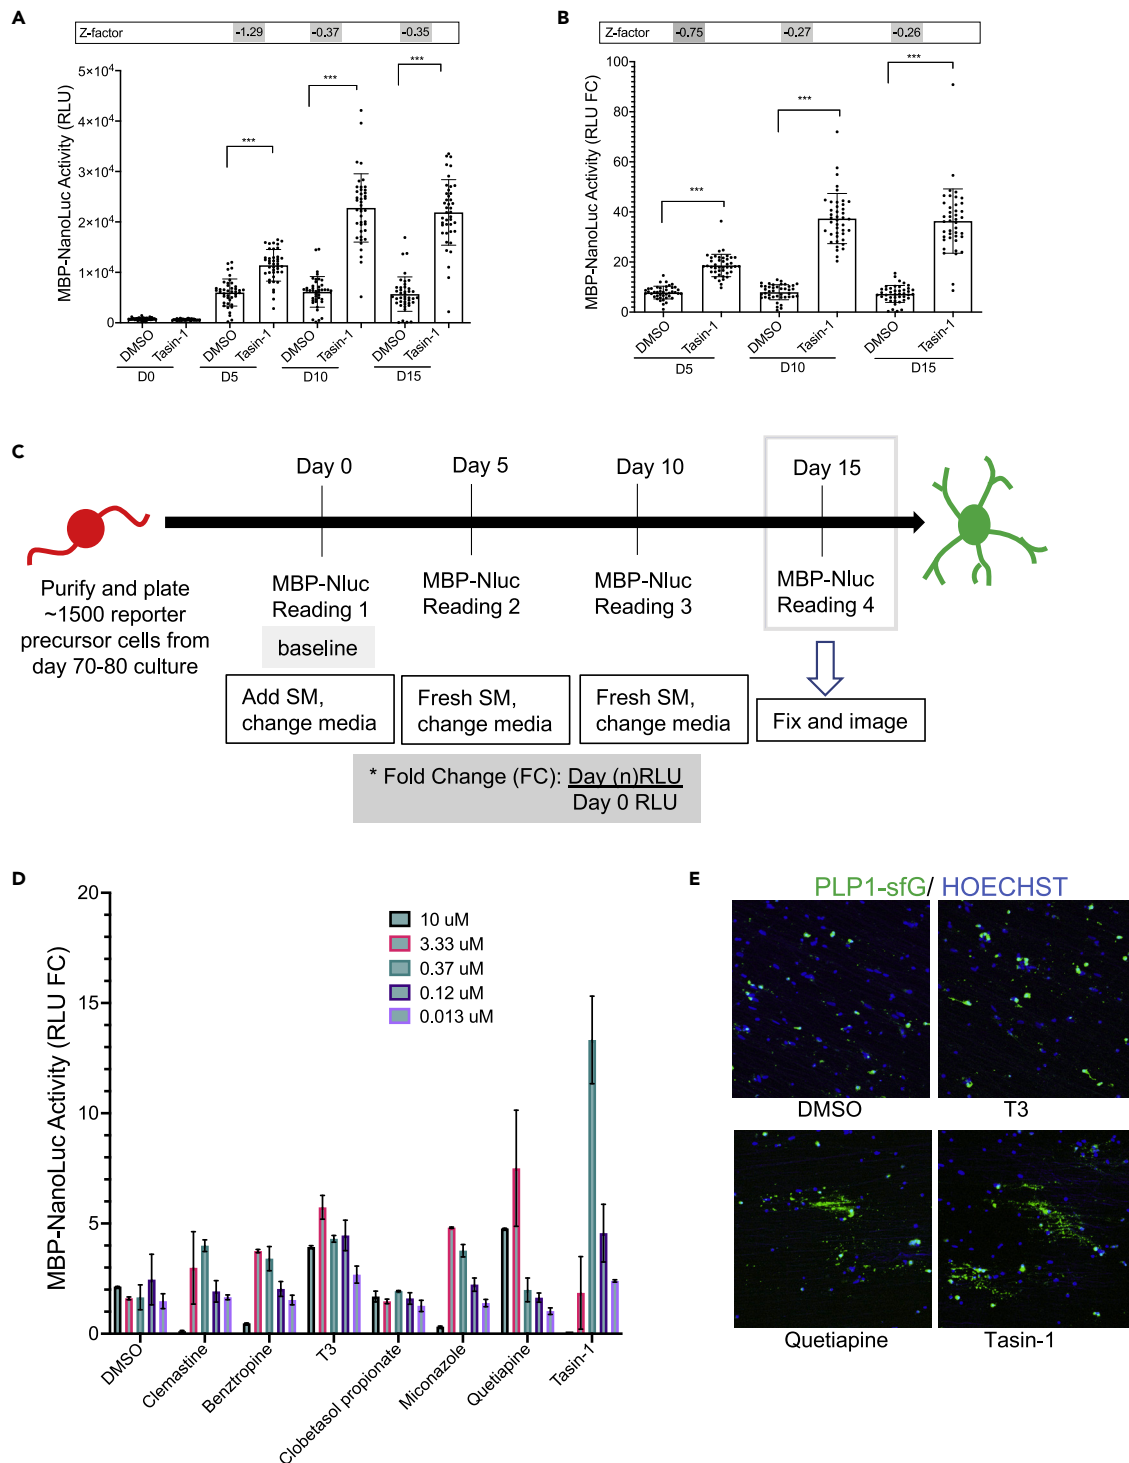 A
Z-factor -1.29 -0.37 -0.35
MBP-NanoLuc Activity (RLU)
5×10⁴
4×10⁴
3×10⁴
2×10⁴
1×10⁴
0
***
***
***
DMSO Tasin-1 DMSO Tasin-1 DMSO Tasin-1 DMSO Tasin-1
D0 D5 D10 D15
B
Z-factor -0.75 -0.27 -0.26
MBP-NanoLuc Activity (RLU FC)
100
80
60
40
20
0
***
***
***
DMSO Tasin-1 DMSO Tasin-1 DMSO Tasin-1
D5 D10 D15
C
Day 0 Day 5 Day 10 Day 15
Purify and plate
~1500 reporter
precursor cells from
day 70-80 culture
MBP-Nluc
Reading 1
baseline
MBP-Nluc
Reading 2
MBP-Nluc
Reading 3
MBP-Nluc
Reading 4
Add SM,
change media
Fresh SM,
change media
Fresh SM,
change media
Fix and image
* Fold Change (FC): Day (n)RLU
Day 0 RLU
D
MBP-NanoLuc Activity (RLU FC)
20
15
10
5
0
10 uM
3.33 uM
0.37 uM
0.12 uM
0.013 uM
DMSO
Clemastine
Benztropine
T3
Clobetasol propionate
Miconazole
Quetiapine
Tasin-1
E
PLP1-sfG/ HOECHST
DMSO T3
Quetiapine Tasin-1